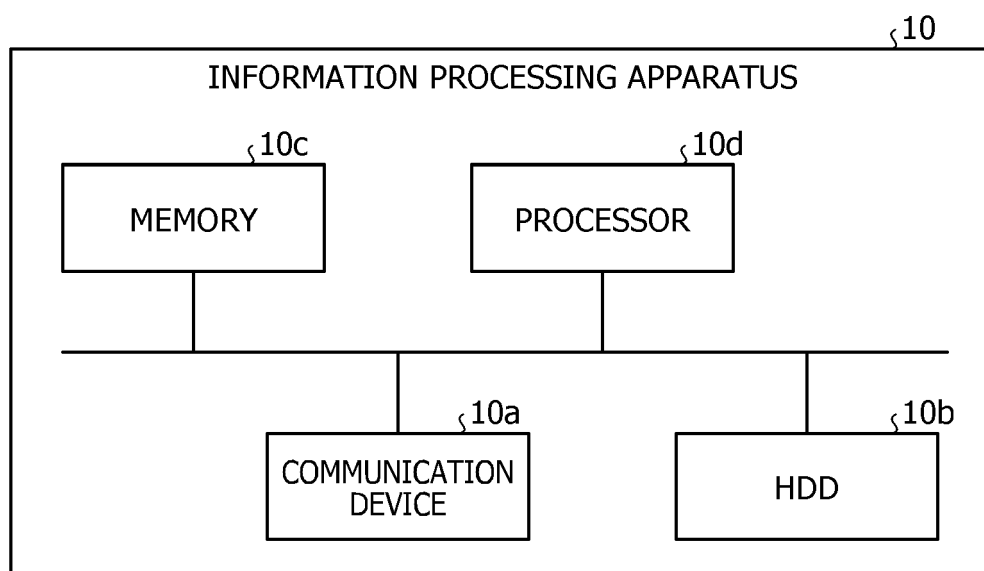 10
INFORMATION PROCESSING APPARATUS
10c
10d
MEMORY
PROCESSOR
10a
10b
COMMUNICATION
DEVICE
HDD